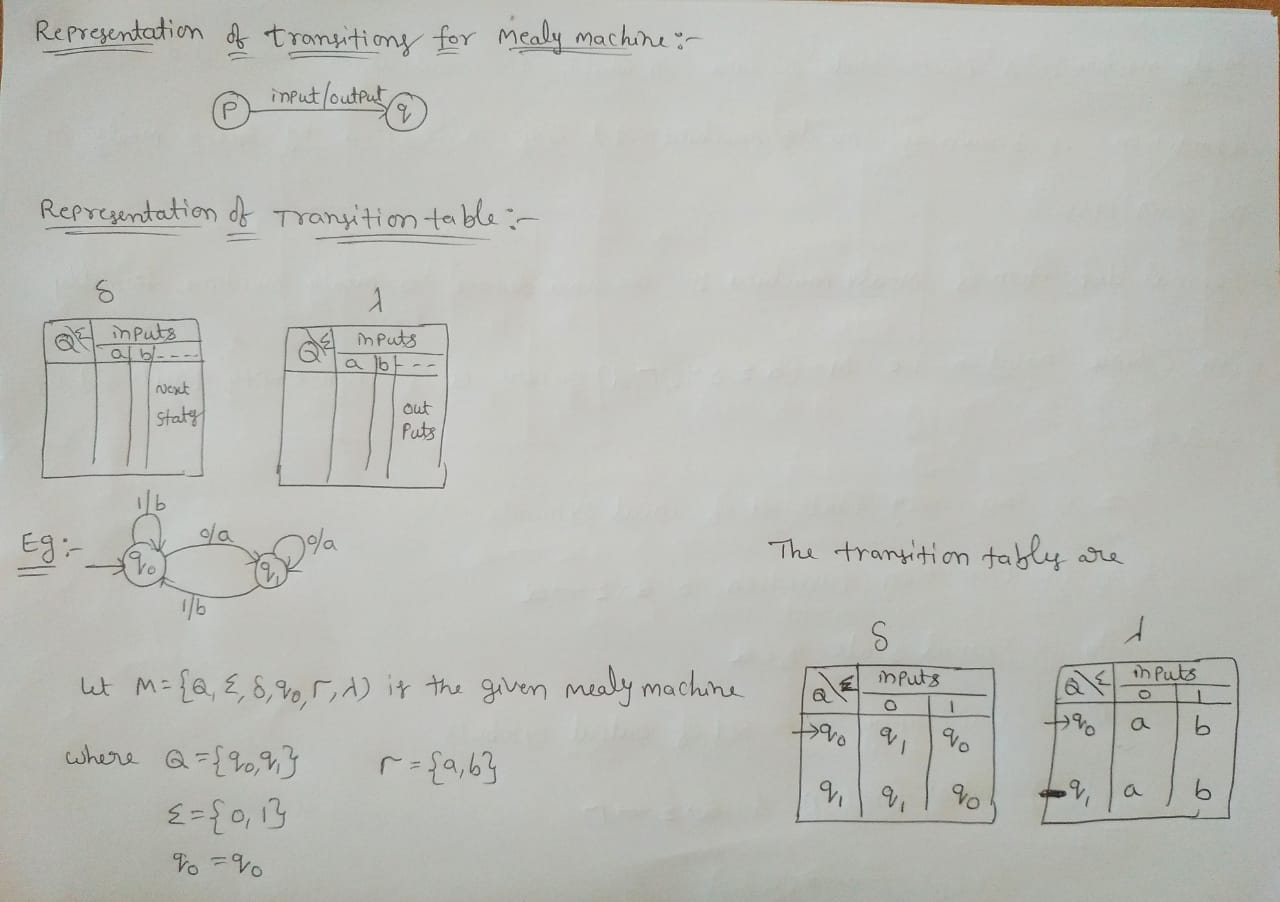 Representation of transitions for Mealy machine :-
P input/output q
Representation of Transition table :-
δ
Q Σ inputs
a b ----
Next
states
λ
Q Σ inputs
a b ---
out
puts
Eg :-
1/b
0/a
0/a
q0 q1
1/b
Let M={Q, Σ, δ, q0, Γ, λ) is the given mealy machine
where Q={q0,q1} Γ={a,b}
Σ={0,1}
q0=q0
The transition tables are
δ
Q Σ inputs
0 1
→q0 q1 q0
q1 q1 q0
λ
Q Σ inputs
0 1
→q0 a b
q1 a b